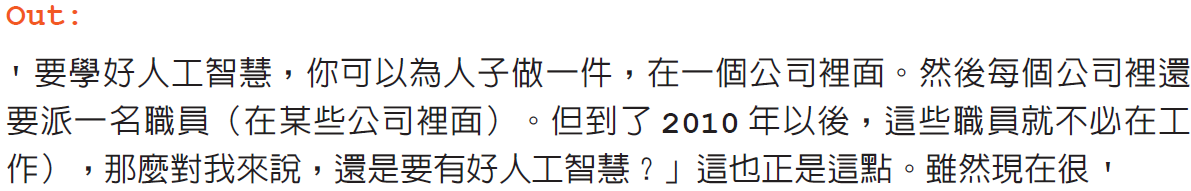 Out:
'要學好人工智慧，你可以為人子做一件，在一個公司裡面。然後每個公司裡還
要派一名職員（在某些公司裡面）。但到了2010年以後，這些職員就不必在工
作），那麼對我來說，還是要有好人工智慧？」這也正是這點。雖然現在很'